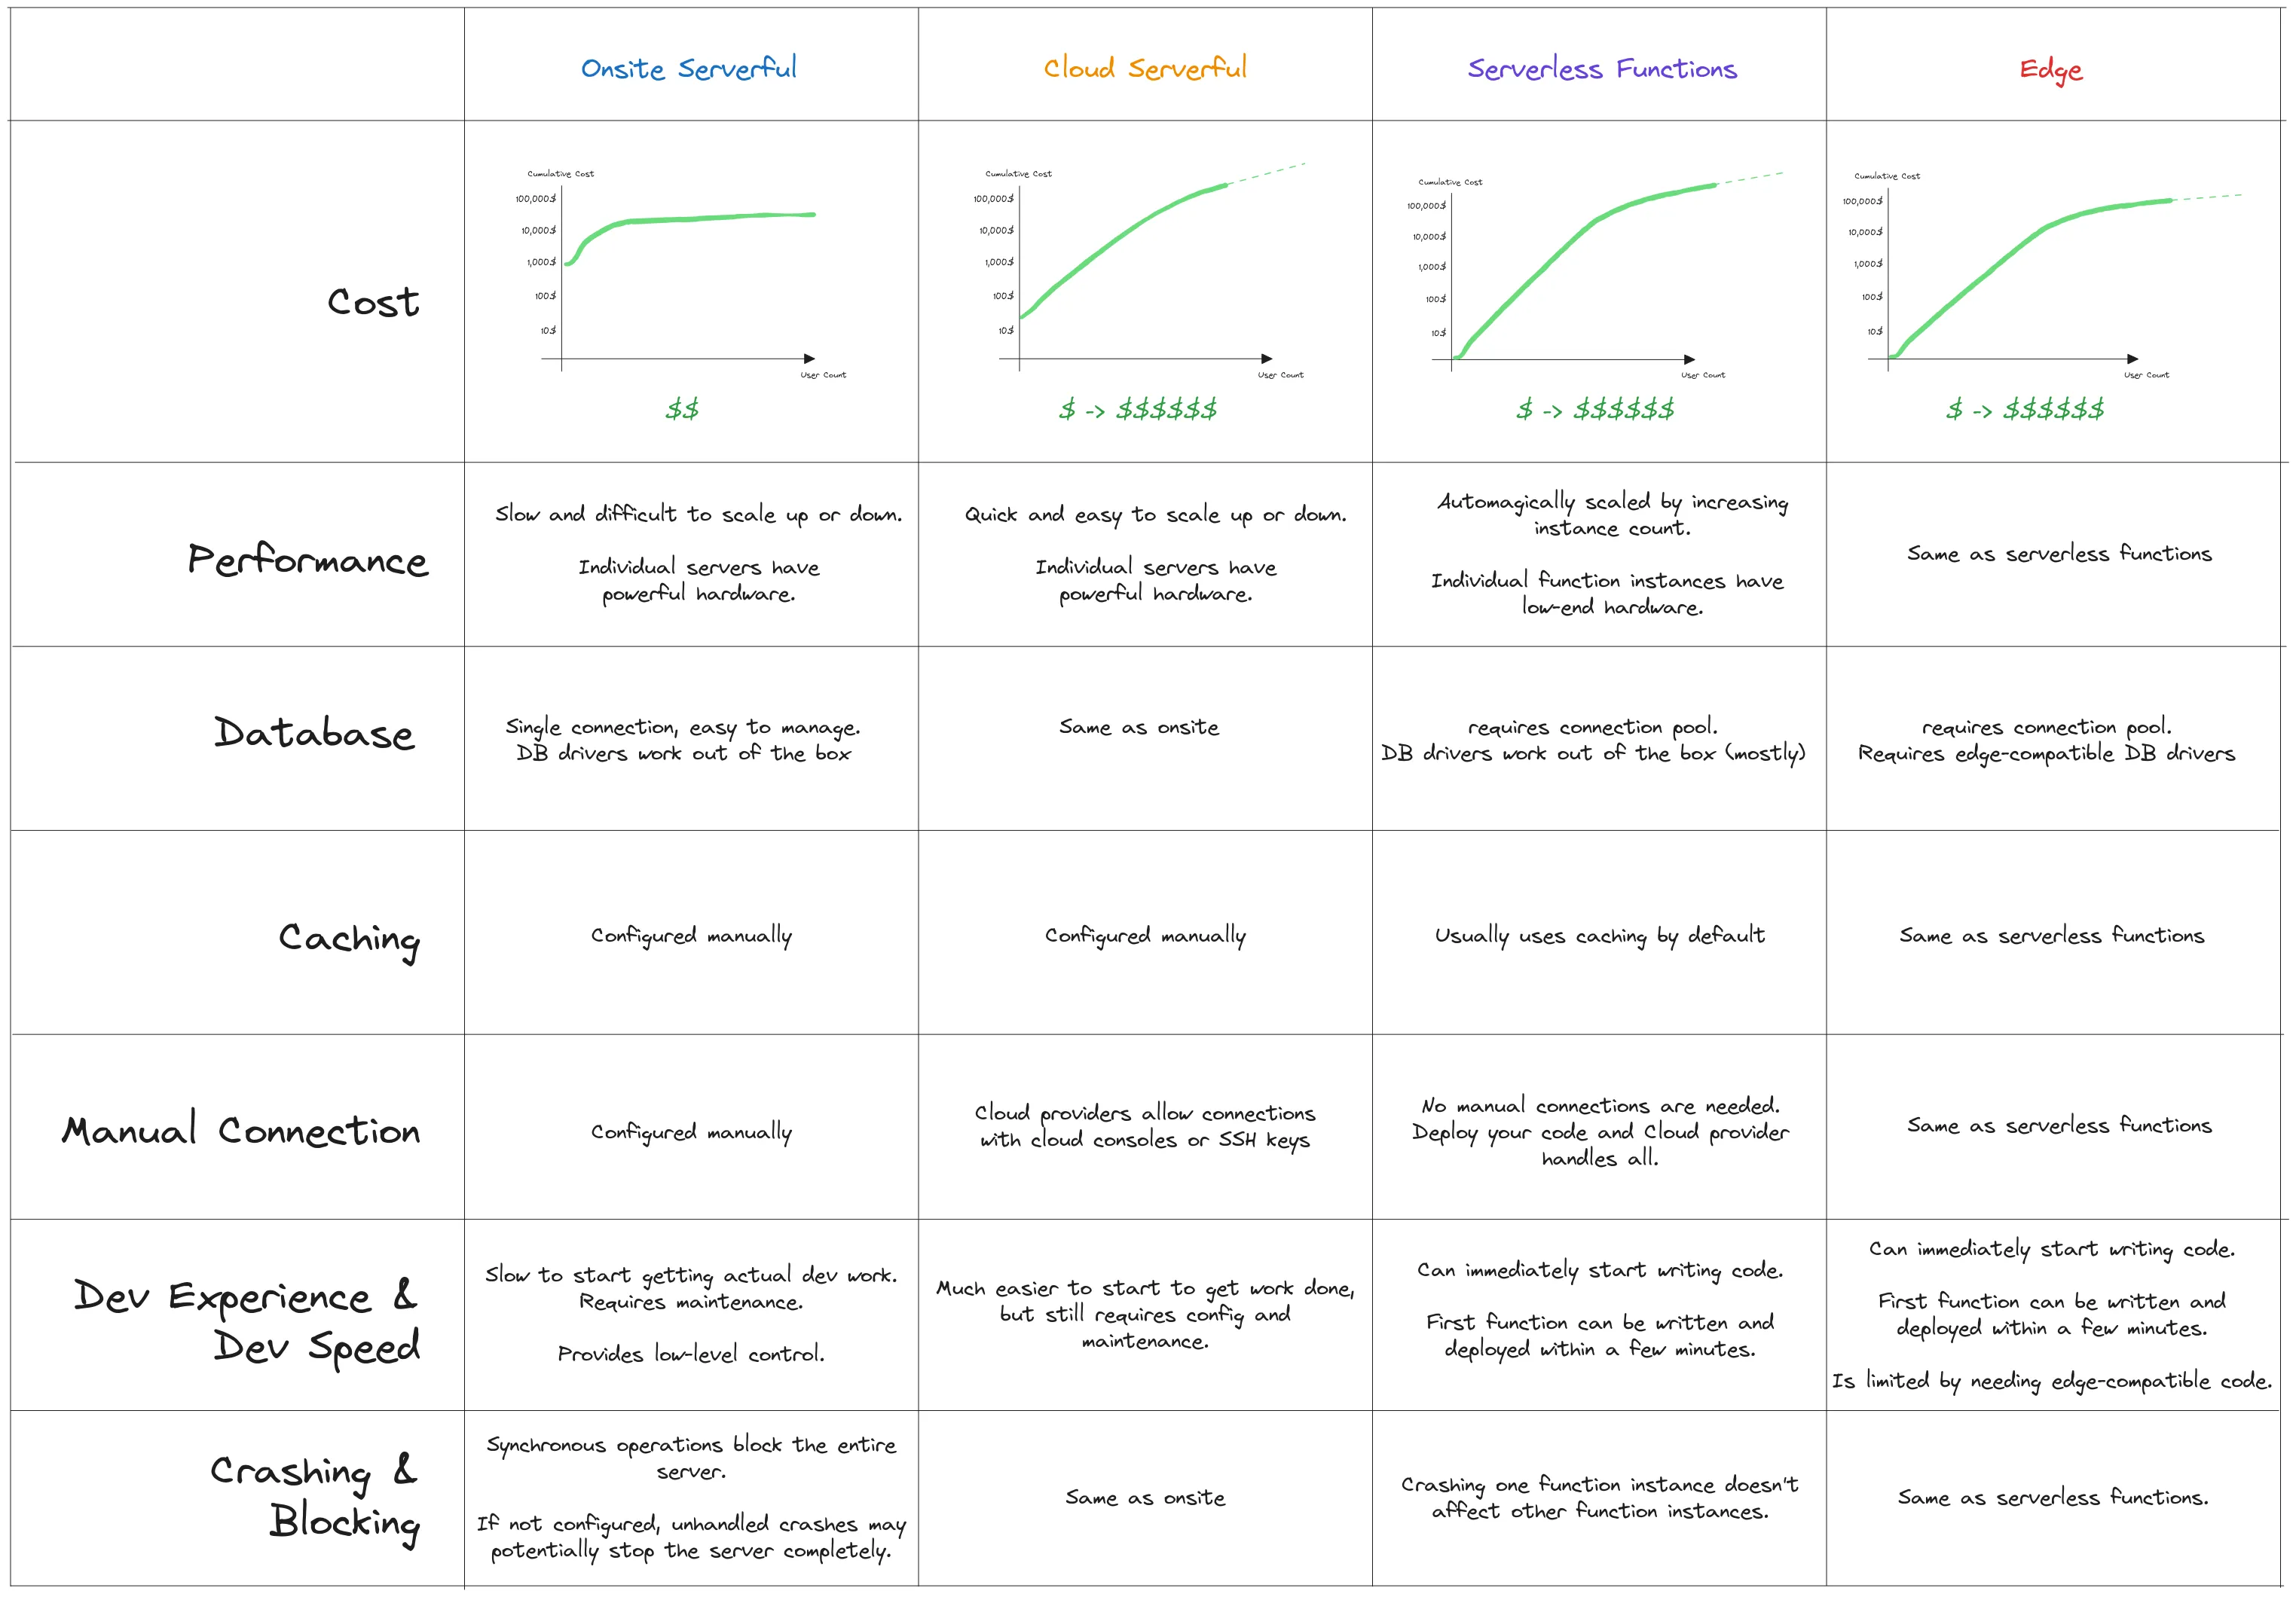 Onsite Serverful
Cloud Serverful
Serverless Functions
Edge
Cost
Cumulative Cost
100,000$
10,000$
1,000$
100$
10$
User Count
$$
Cumulative Cost
100,000$
10,000$
1,000$
100$
10$
User Count
$ -> $$$$$$
Cumulative Cost
100,000$
10,000$
1,000$
100$
10$
User Count
$ -> $$$$$$
Cumulative Cost
100,000$
10,000$
1,000$
100$
10$
User Count
$ -> $$$$$$
Performance
Slow and difficult to scale up or down.
Individual servers have
powerful hardware.
Quick and easy to scale up or down.
Individual servers have
powerful hardware.
Automagically scaled by increasing
instance count.
Individual function instances have
low-end hardware.
Same as serverless functions
Database
Single connection, easy to manage.
DB drivers work out of the box
Same as onsite
requires connection pool.
DB drivers work out of the box (mostly)
requires connection pool.
Requires edge-compatible DB drivers
Caching
Configured manually
Configured manually
Usually uses caching by default
Same as serverless functions
Manual Connection
Configured manually
Cloud providers allow connections
with cloud consoles or SSH keys
No manual connections are needed.
Deploy your code and Cloud provider
handles all.
Same as serverless functions
Dev Experience &
Dev Speed
Slow to start getting actual dev work.
Requires maintenance.
Provides low-level control.
Much easier to start to get work done,
but still requires config and
maintenance.
Can immediately start writing code.
First function can be written and
deployed within a few minutes.
Can immediately start writing code.
First function can be written and
deployed within a few minutes.
Is limited by needing edge-compatible code.
Crashing &
Blocking
Synchronous operations block the entire
server.
If not configured, unhandled crashes may
potentially stop the server completely.
Same as onsite
Crashing one function instance doesn't
affect other function instances.
Same as serverless functions.